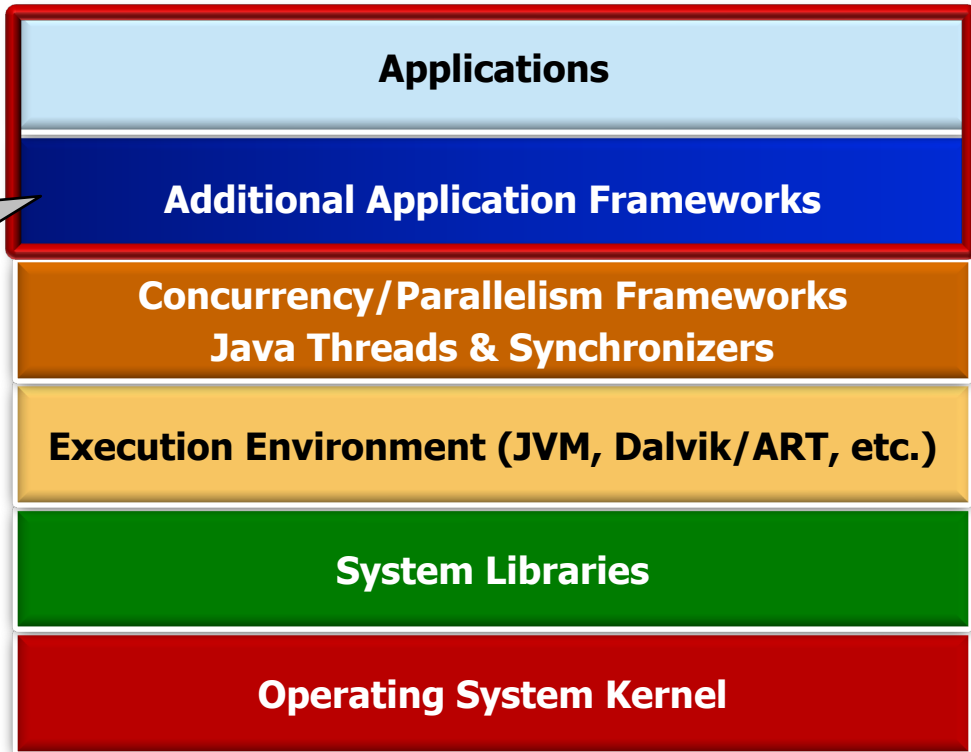 Applications
Additional Application Frameworks
Concurrency/Parallelism Frameworks
Java Threads & Synchronizers
Execution Environment (JVM, Dalvik/ART, etc.)
System Libraries
Operating System Kernel